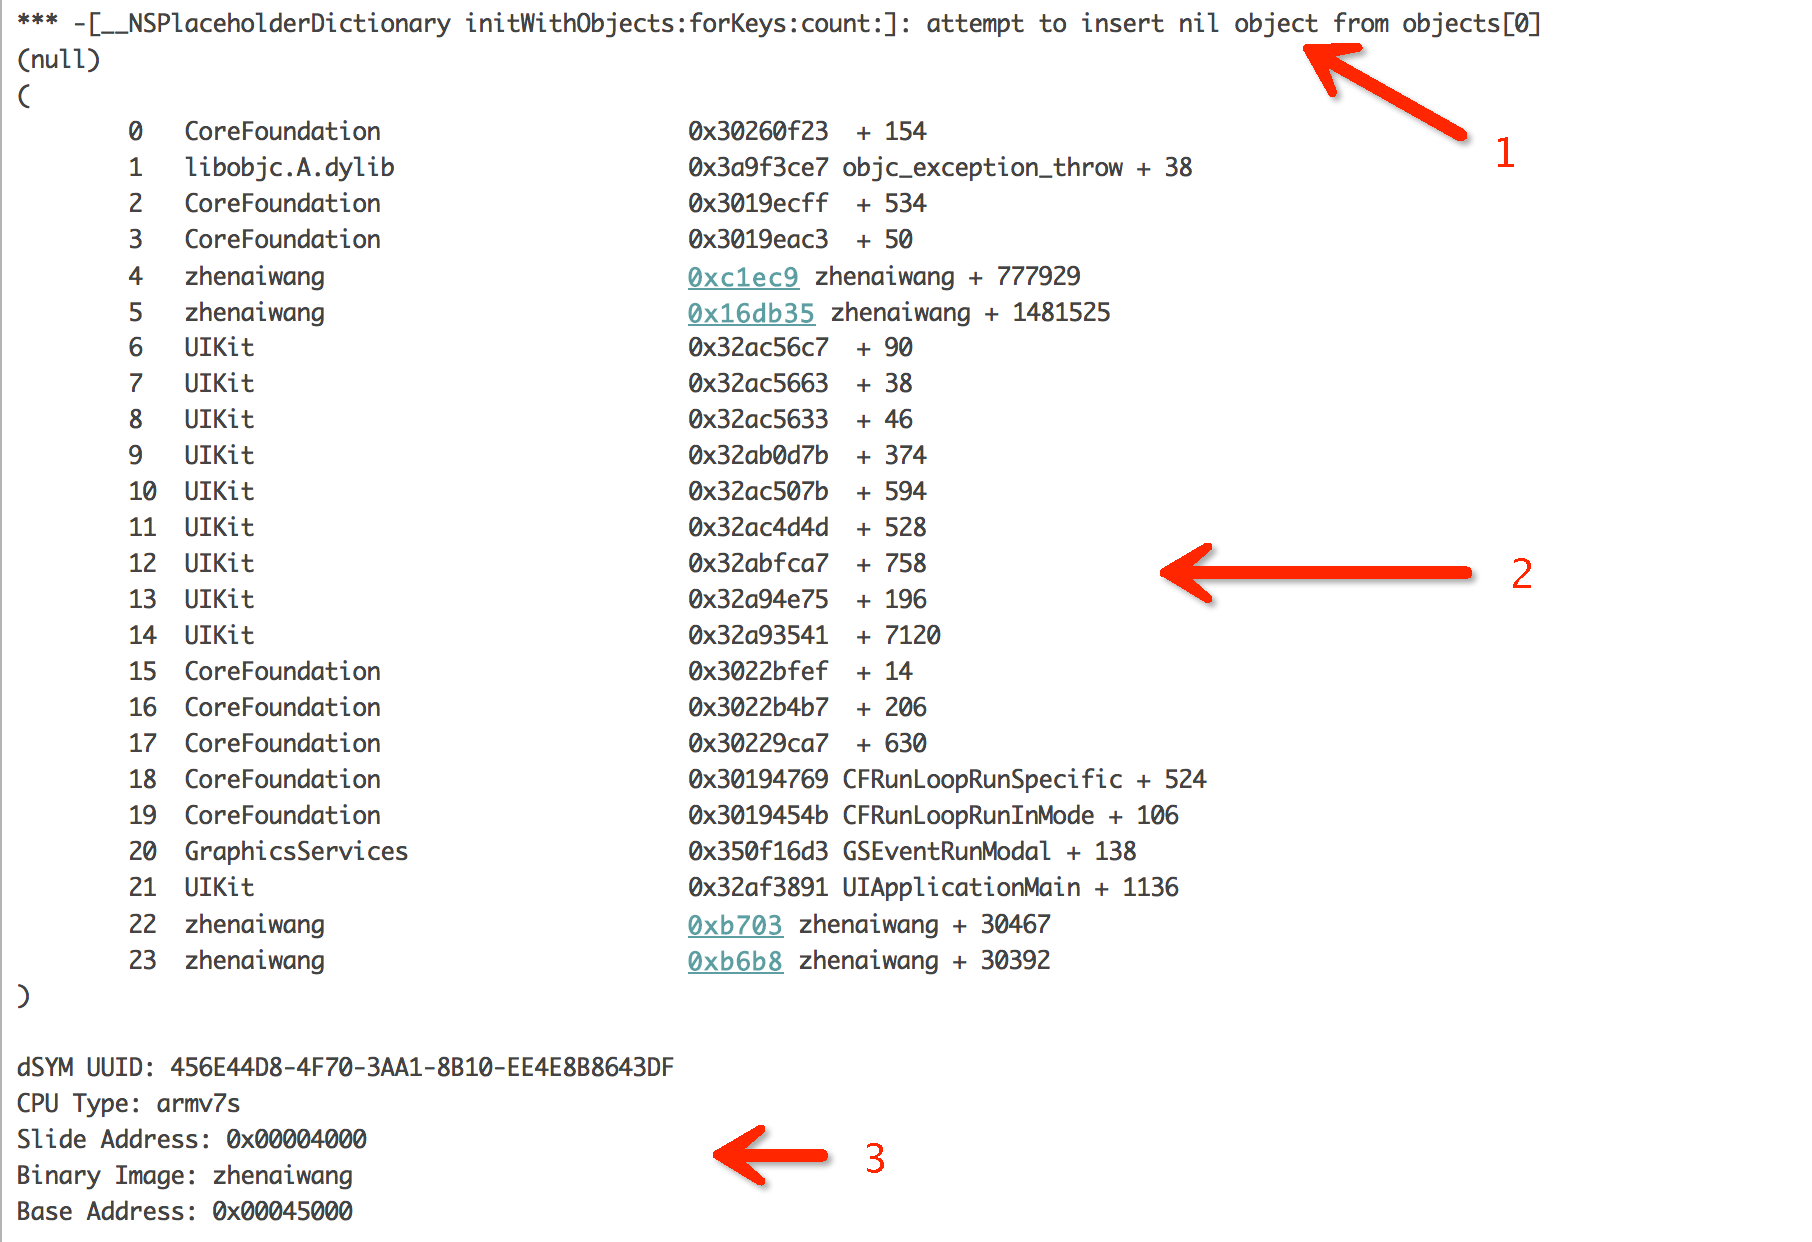 *** -[__NSPlaceholderDictionary initWithObjects:forKeys:count:]: attempt to insert nil object from objects[0]
(null)
(
0 CoreFoundation 0x30260f23 + 154
1 libobjc.A.dylib 0x3a9f3ce7 objc_exception_throw + 38
2 CoreFoundation 0x3019ecff + 534
3 CoreFoundation 0x3019eac3 + 50
4 zhenaiwang 0xc1ec9 zhenaiwang + 777929
5 zhenaiwang 0x16db35 zhenaiwang + 1481525
6 UIKit 0x32ac56c7 + 90
7 UIKit 0x32ac5663 + 38
8 UIKit 0x32ac5633 + 46
9 UIKit 0x32ab0d7b + 374
10 UIKit 0x32ac507b + 594
11 UIKit 0x32ac4d4d + 528
12 UIKit 0x32abfca7 + 758
13 UIKit 0x32a94e75 + 196
14 UIKit 0x32a93541 + 7120
15 CoreFoundation 0x3022bfef + 14
16 CoreFoundation 0x3022b4b7 + 206
17 CoreFoundation 0x30229ca7 + 630
18 CoreFoundation 0x30194769 CFRunLoopRunSpecific + 524
19 CoreFoundation 0x3019454b CFRunLoopRunInMode + 106
20 GraphicsServices 0x350f16d3 GSEventRunModal + 138
21 UIKit 0x32af3891 UIApplicationMain + 1136
22 zhenaiwang 0xb703 zhenaiwang + 30467
23 zhenaiwang 0xb6b8 zhenaiwang + 30392
)
dSYM UUID: 456E44D8-4F70-3AA1-8B10-EE4E8B8643DF
CPU Type: armv7s
Slide Address: 0x00004000
Binary Image: zhenaiwang
Base Address: 0x00045000
1
2
3